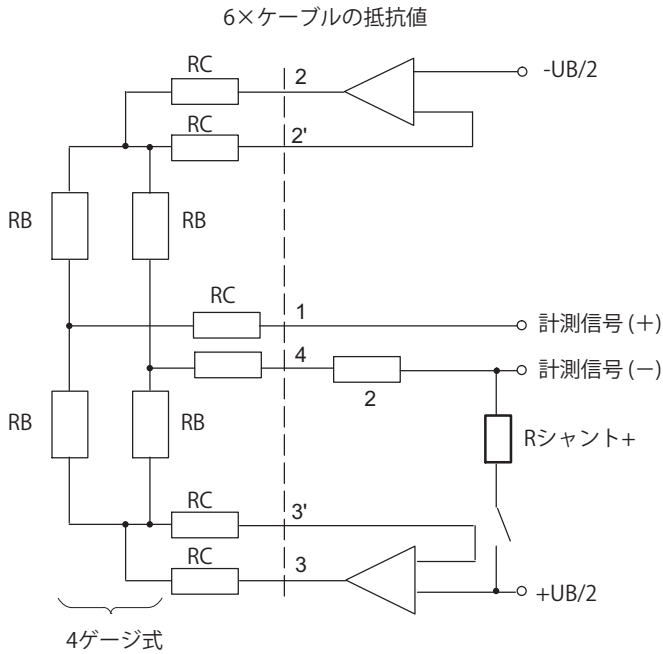 6×ケーブルの抵抗値
RC
2
-UB/2
RC
2'
RB
RB
RC
1
計測信号(+)
4
計測信号(−)
2
RB
RB
Rシャント+
RC
3'
RC
3
+UB/2
4ゲージ式